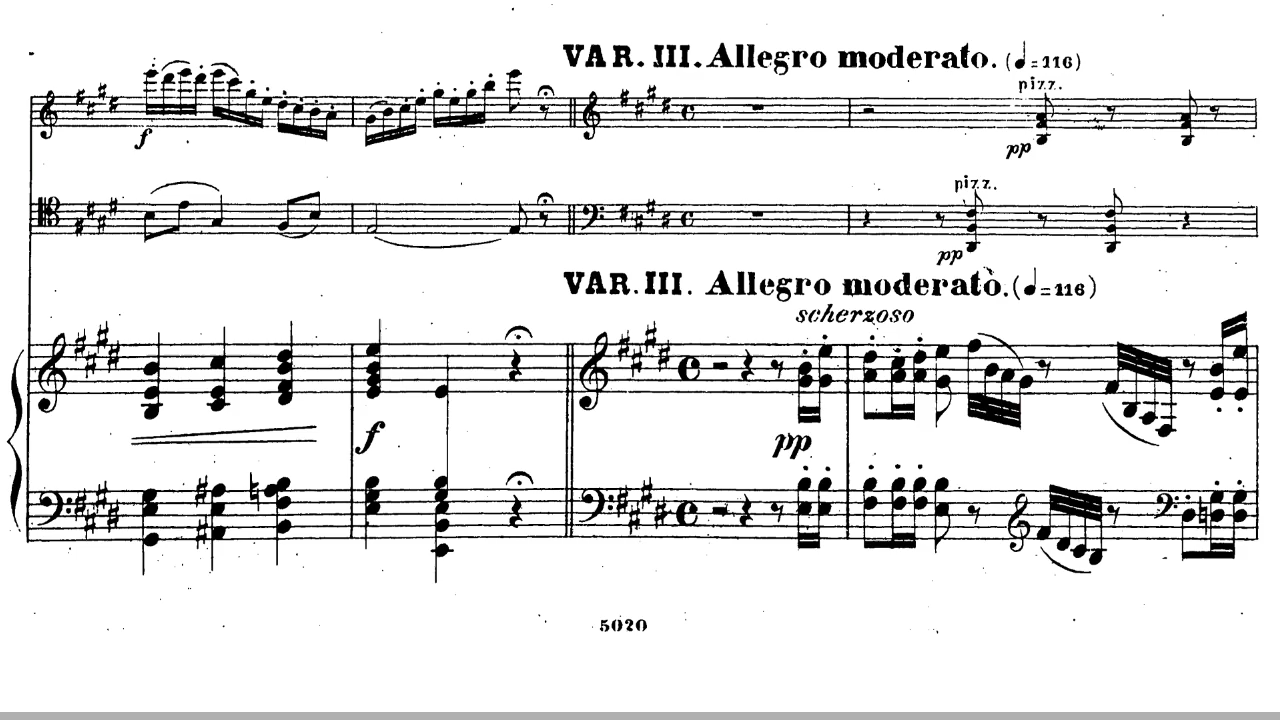 VAR. III. Allegro moderato. (♩=116)
pizz.
f
pp
pizz.
pp
VAR. III. Allegro moderato. (♩=116)
scherzoso
f
pp
5020